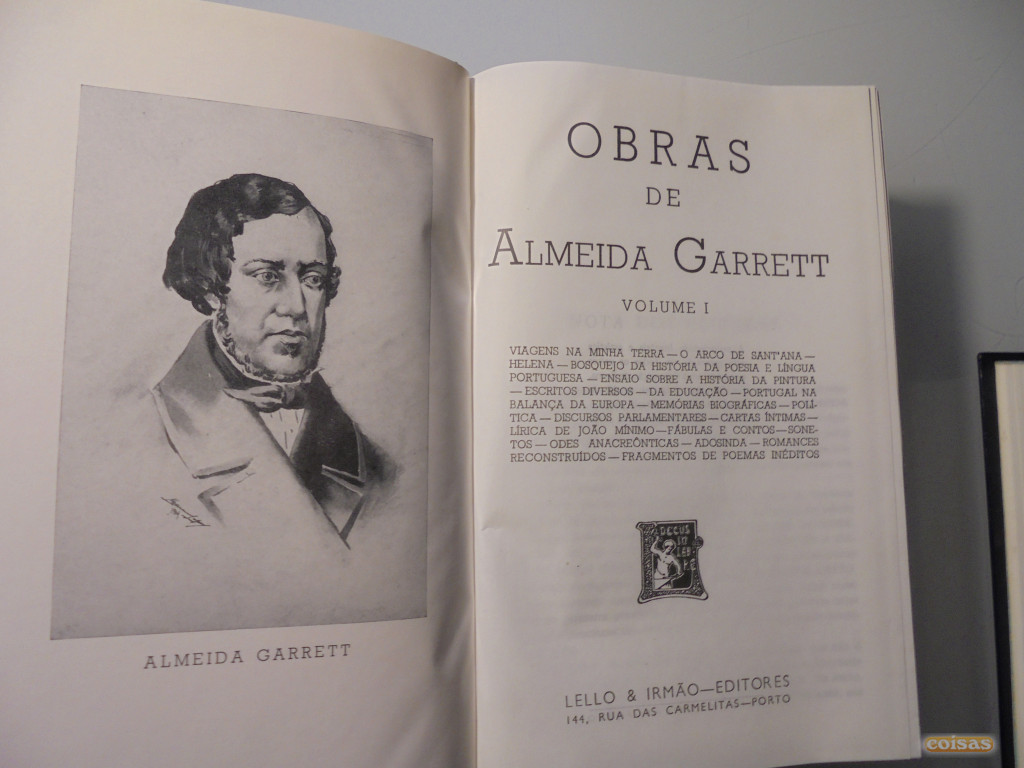 ALMEIDA GARRETT
OBRAS
DE
ALMEIDA GARRETT
VOLUME I
VIAGENS NA MINHA TERRA — O ARCO DE SANT'ANA —
HELENA — BOSQUEJO DA HISTÓRIA DA POESIA E LÍNGUA
PORTUGUESA — ENSAIO SOBRE A HISTÓRIA DA PINTURA
— ESCRITOS DIVERSOS — DA EDUCAÇÃO — PORTUGAL NA
BALANÇA DA EUROPA — MEMÓRIAS BIOGRÁFICAS — POLÍ-
TICA — DISCURSOS PARLAMENTARES — CARTAS ÍNTIMAS —
LÍRICA DE JOÃO MÍNIMO — FÁBULAS E CONTOS — SONE-
TOS — ODES ANACREÔNTICAS — ADOSINDA — ROMANCES
RECONSTRUÍDOS — FRAGMENTOS DE POEMAS INÉDITOS
DECUS
IN
LAB
LELLO & IRMÃO — EDITORES
144, RUA DAS CARMELITAS — PORTO
coisas